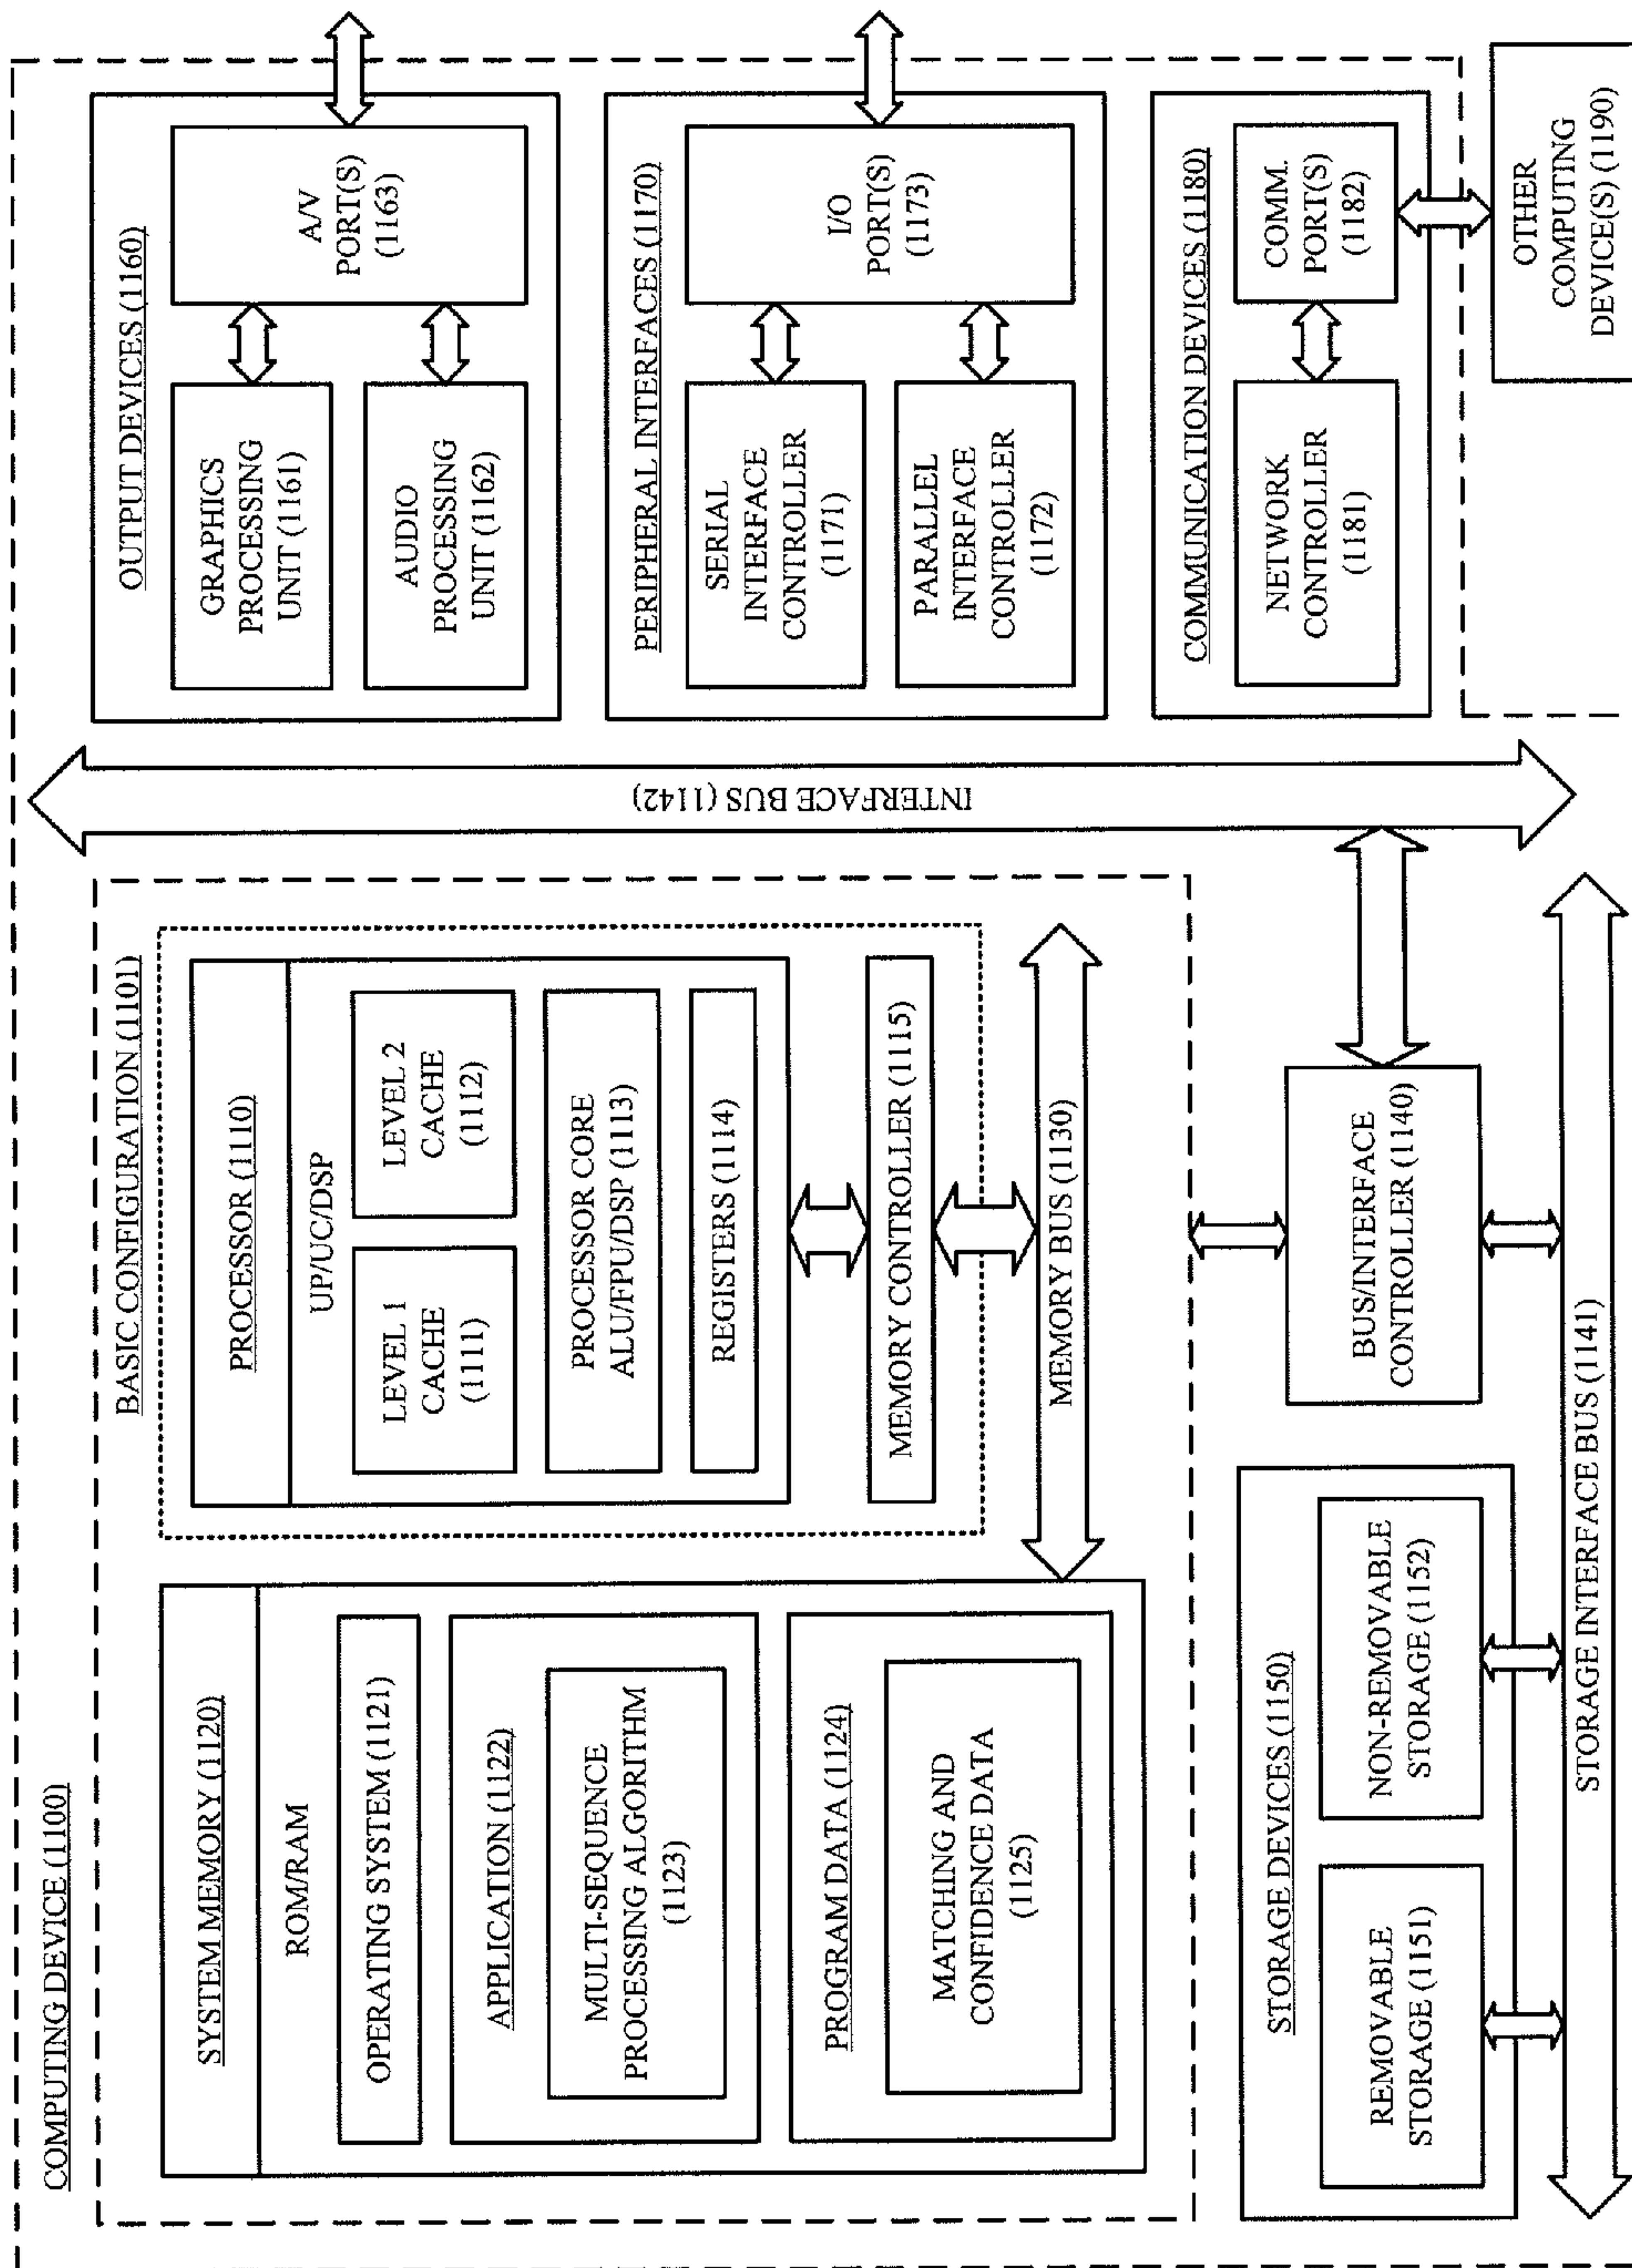 COMPUTING DEVICE (1100)
BASIC CONFIGURATION (1101)
SYSTEM MEMORY (1120)
ROM/RAM
OPERATING SYSTEM (1121)
APPLICATION (1122)
MULTI-SEQUENCE
PROCESSING ALGORITHM
(1123)
PROGRAM DATA (1124)
MATCHING AND
CONFIDENCE DATA
(1125)
PROCESSOR (1110)
UP/UC/DSP
LEVEL 1
CACHE
(1111)
LEVEL 2
CACHE
(1112)
PROCESSOR CORE
ALU/FPU/DSP (1113)
REGISTERS (1114)
MEMORY CONTROLLER (1115)
MEMORY BUS (1130)
BUS/INTERFACE
CONTROLLER (1140)
STORAGE DEVICES (1150)
REMOVABLE
STORAGE (1151)
NON-REMOVABLE
STORAGE (1152)
STORAGE INTERFACE BUS (1141)
INTERFACE BUS (1142)
OUTPUT DEVICES (1160)
GRAPHICS
PROCESSING
UNIT (1161)
AUDIO
PROCESSING
UNIT (1162)
A/V
PORT(S)
(1163)
PERIPHERAL INTERFACES (1170)
SERIAL
INTERFACE
CONTROLLER
(1171)
PARALLEL
INTERFACE
CONTROLLER
(1172)
I/O
PORT(S)
(1173)
COMMUNICATION DEVICES (1180)
NETWORK
CONTROLLER
(1181)
COMM.
PORT(S)
(1182)
OTHER
COMPUTING
DEVICE(S) (1190)